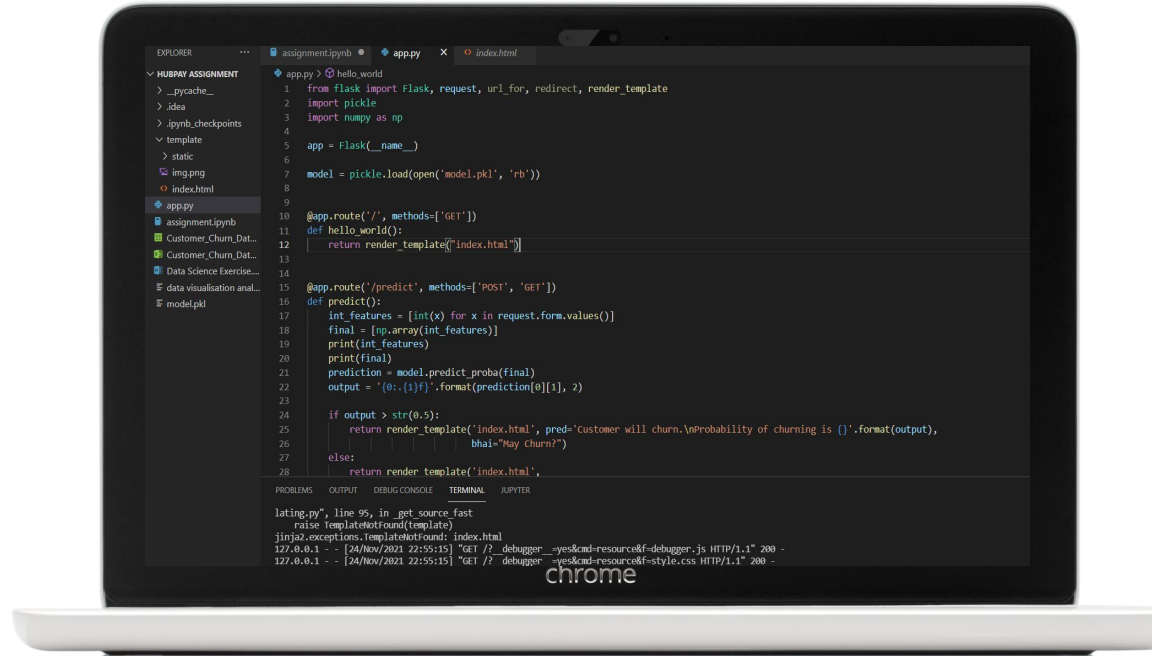 EXPLORER ···
HUBPAY ASSIGNMENT
> __pycache__
> .idea
> .ipynb_checkpoints
template
> static
img.png
<> index.html
app.py
assignment.ipynb
Customer_Churn_Dat...
Customer_Churn_Dat...
Data Science Exercise....
data visualisation anal...
model.pkl
assignment.ipynb ● app.py X <> index.html
app.py > hello_world
1 from flask import Flask, request, url_for, redirect, render_template
2 import pickle
3 import numpy as np
4
5 app = Flask(__name__)
6
7 model = pickle.load(open('model.pkl', 'rb'))
8
9
10 @app.route('/', methods=['GET'])
11 def hello_world():
12 return render_template("index.html")
13
14
15 @app.route('/predict', methods=['POST', 'GET'])
16 def predict():
17 int_features = [int(x) for x in request.form.values()]
18 final = [np.array(int_features)]
19 print(int_features)
20 print(final)
21 prediction = model.predict_proba(final)
22 output = '{0:.{1}f}'.format(prediction[0][1], 2)
23
24 if output > str(0.5):
25 return render_template('index.html', pred='Customer will churn.\nProbability of churning is {}'.format(output),
26 bhai="May Churn?")
27 else:
28 return render_template('index.html',
PROBLEMS OUTPUT DEBUG CONSOLE TERMINAL JUPYTER
lating.py", line 95, in _get_source_fast
raise TemplateNotFound(template)
jinja2.exceptions.TemplateNotFound: index.html
127.0.0.1 - - [24/Nov/2021 22:55:15] "GET /?__debugger__=yes&cmd=resource&f=debugger.js HTTP/1.1" 200 -
127.0.0.1 - - [24/Nov/2021 22:55:15] "GET /?__debugger__=yes&cmd=resource&f=style.css HTTP/1.1" 200 -
chrome